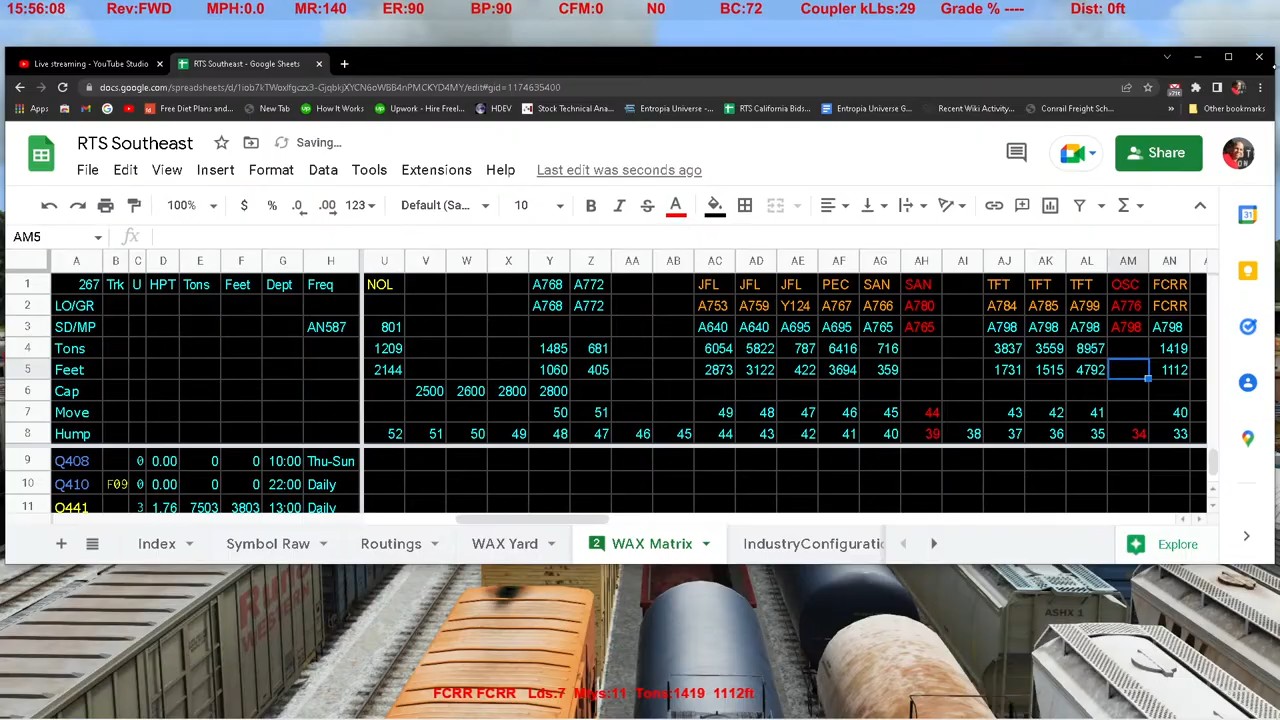 15:56:08 Rev:FWD MPH:0.0 MR:140 ER:90 BP:90 CFM:0 N0 BC:72 Coupler kLbs:29 Grade % ---- Dist: 0ft
Live streaming - YouTube Studio RTS Southeast - Google Sheets
Apps Free Diet Plans and... New Tab How It Works Upwork - Hire Freel... HDEV Stock Technical Ana... Entropia Universe -... RTS California Bids... Entropia Universe G... Recent Wiki Activity... Conrail Freight Sch... » Other bookmarks
RTS Southeast Saving...
File Edit View Insert Format Data Tools Extensions Help Last edit was seconds ago Share
100% $ % .0 .00 123 Default (Sa... 10 B I S A Σ
AM5 fx
A B C D E F G H U V W X Y Z AA AB AC AD AE AF AG AH AI AJ AK AL AM AN
1 267 Trk U HPT Tons Feet Dept Freq NOL A768 A772 JFL JFL JFL PEC SAN SAN TFT TFT TFT OSC FCRR
2 LO/GR A768 A772 A753 A759 Y124 A767 A766 A780 A784 A785 A799 A776 FCRR
3 SD/MP AN587 801 A640 A640 A695 A695 A765 A765 A798 A798 A798 A798 A798
4 Tons 1209 1485 681 6054 5822 787 6416 716 3837 3559 8957 1419
5 Feet 2144 1060 405 2873 3122 422 3694 359 1731 1515 4792 1112
6 Cap 2500 2600 2800 2800
7 Move 50 51 49 48 47 46 45 44 43 42 41 40
8 Hump 52 51 50 49 48 47 46 45 44 43 42 41 40 39 38 37 36 35 34 33
9 Q408 0 0.00 0 0 10:00 Thu-Sun
10 Q410 F09 0 0.00 0 0 22:00 Daily
11 Q441 3 1.76 7503 3803 13:00 Daily
+ Index Symbol Raw Routings WAX Yard 2 WAX Matrix IndustryConfigurati Explore
ASHX 1
FCRR FCRR Lds:7 Mtys:11 Tons:1419 1112ft